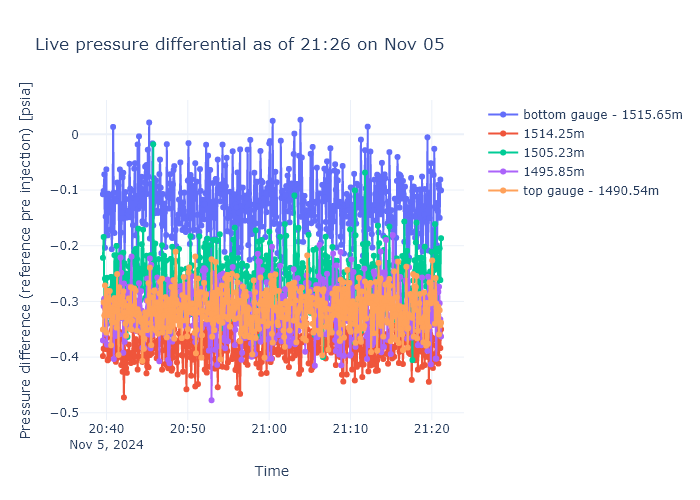 Live pressure differential as of 21:26 on Nov 05
Pressure difference (reference pre injection) [psia]
0
−0.1
−0.2
−0.3
−0.4
−0.5
20:40
20:50
21:00
21:10
21:20
Nov 5, 2024
Time
bottom gauge - 1515.65m
1514.25m
1505.23m
1495.85m
top gauge - 1490.54m